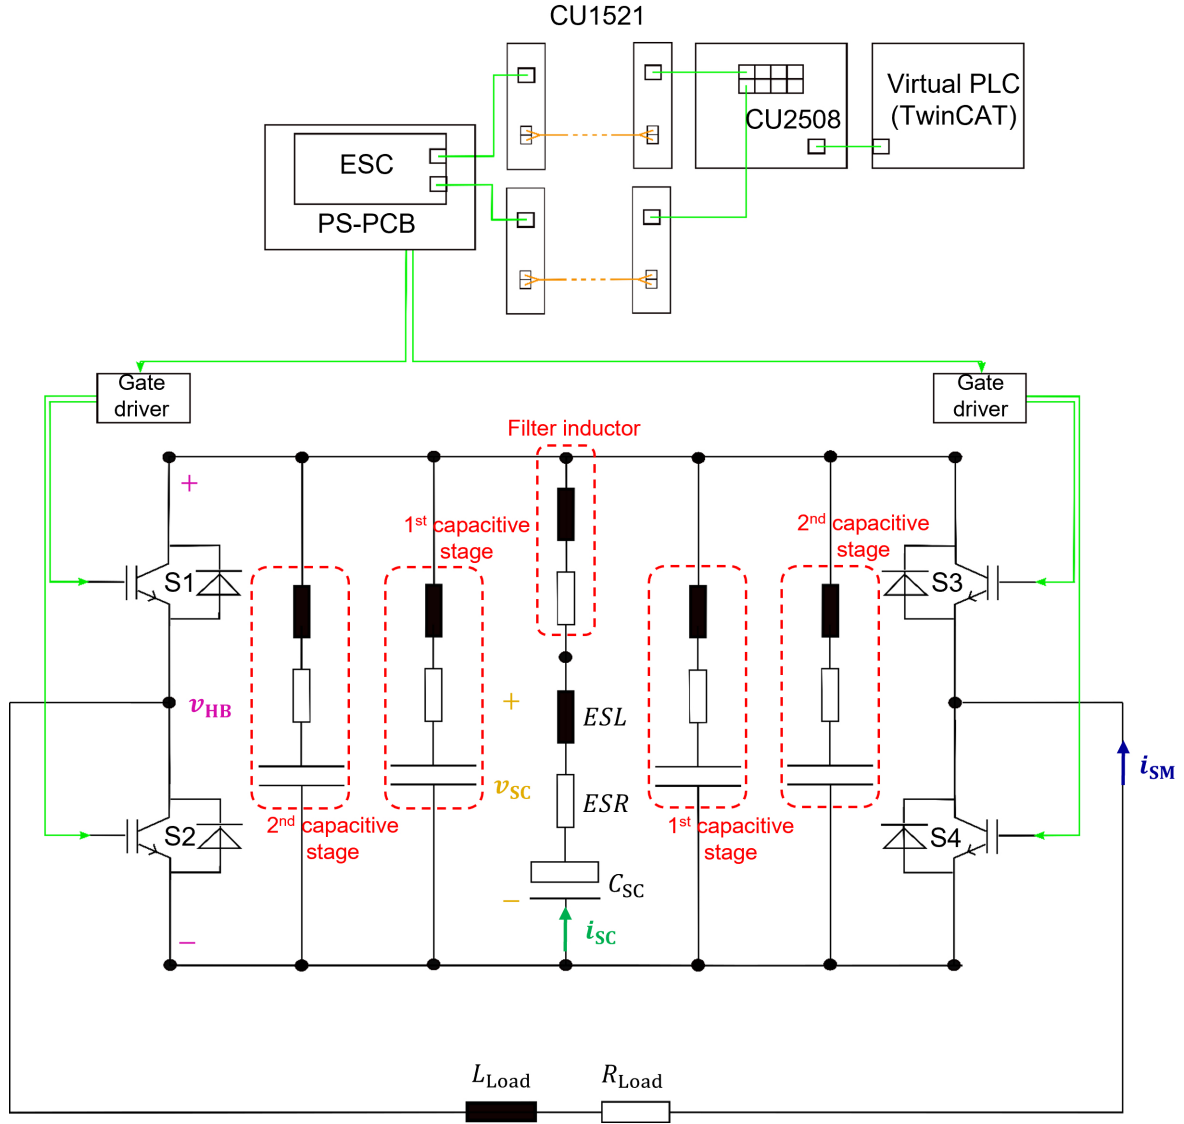 CU1521
Virtual PLC
(TwinCAT)
CU2508
ESC
PS-PCB
Gate
driver
Gate
driver
Filter inductor
+
1st capacitive
stage
2nd capacitive
stage
S1
S3
vHB
+
ESL
iSM
vSC
ESR
2nd capacitive
stage
1st capacitive
stage
S2
S4
CSC
−
iSC
−
LLoad
RLoad